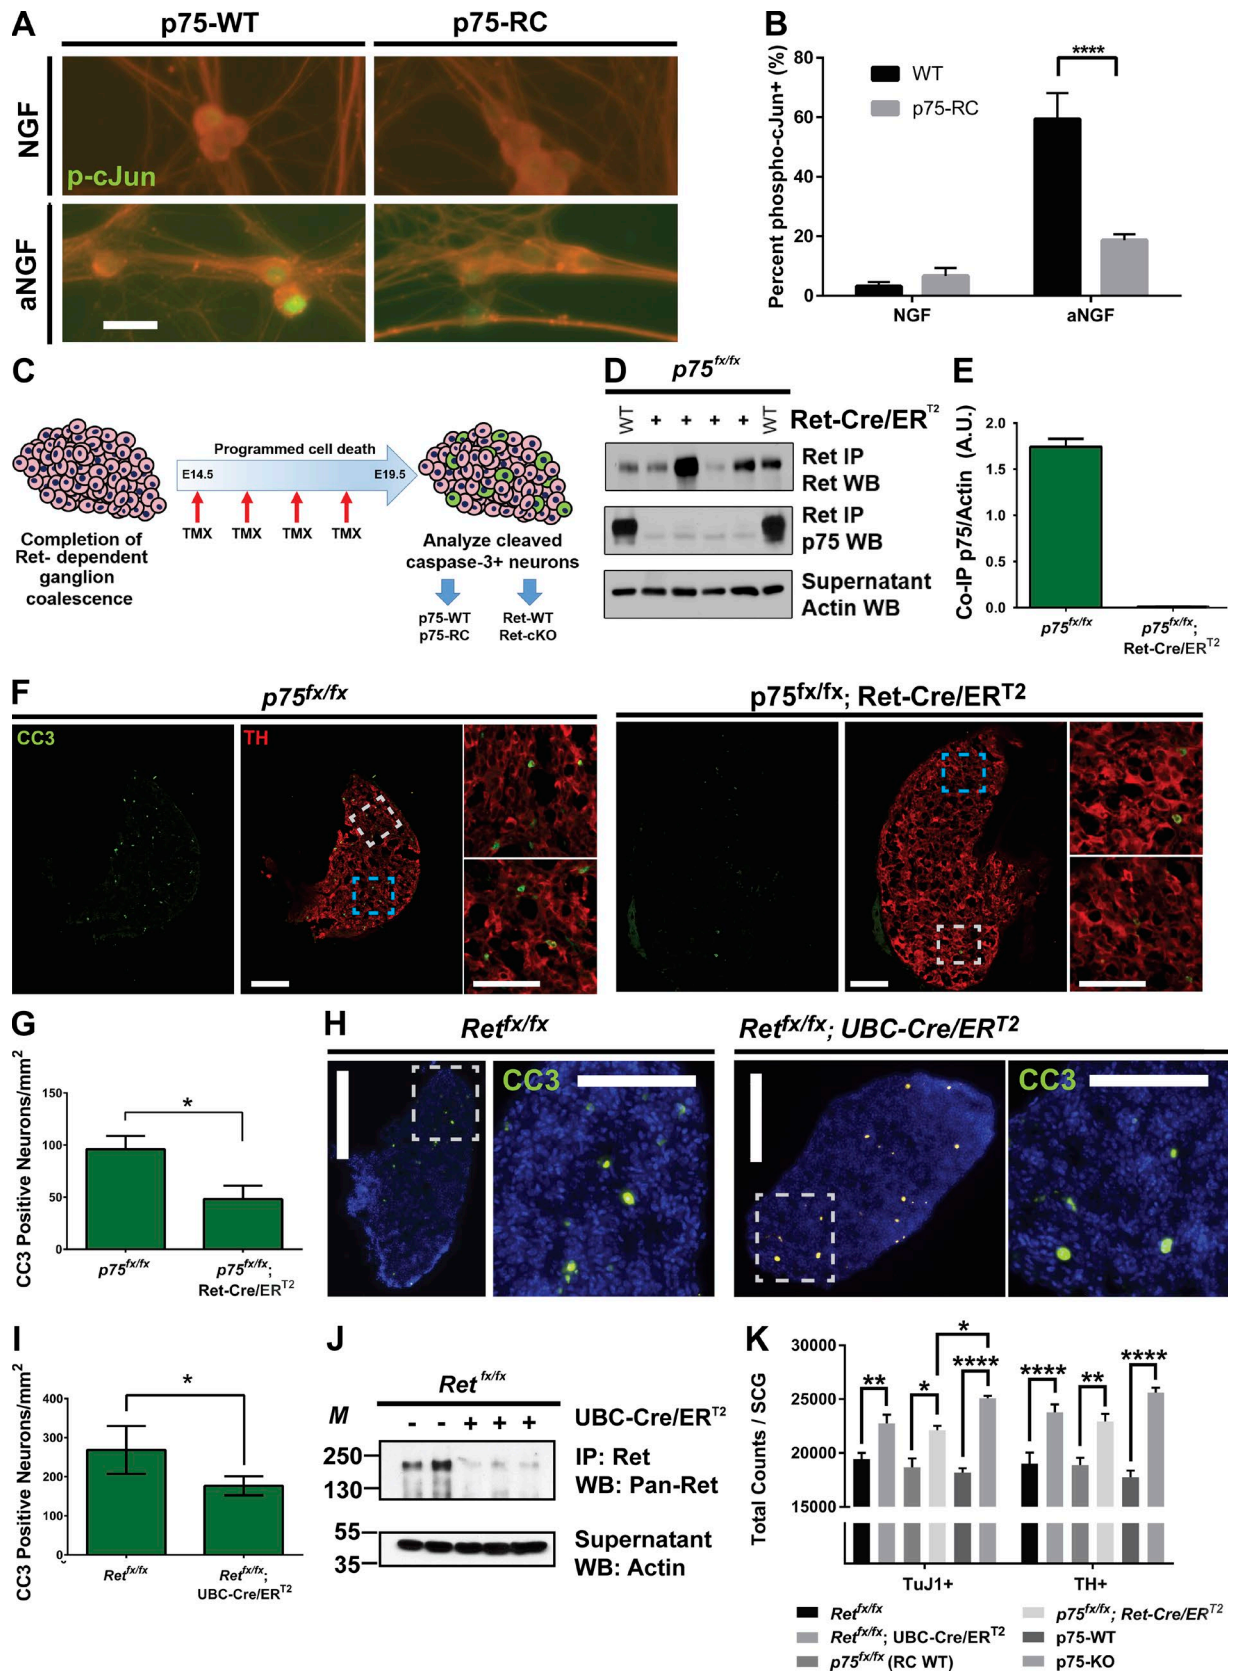 A
p75-WT
p75-RC
NGF
p-cJun
aNGF
B
Percent phospho-cJun+ (%)
80
60
40
20
0
WT
p75-RC
****
NGF
aNGF
C
Programmed cell death
E14.5
E19.5
TMX
TMX
TMX
TMX
Completion of
Ret- dependent
ganglion
coalescence
Analyze cleaved
caspase-3+ neurons
p75-WT
p75-RC
Ret-WT
Ret-cKO
D
p75fx/fx
WT + + + + WT
Ret-Cre/ERT2
Ret IP
Ret WB
Ret IP
p75 WB
Supernatant
Actin WB
E
Co-IP p75/Actin (A.U.)
2.0
1.5
1.0
0.5
0.0
p75fx/fx
p75fx/fx;
Ret-Cre/ERT2
F
p75fx/fx
p75fx/fx; Ret-Cre/ERT2
CC3
TH
G
CC3 Positive Neurons/mm2
150
100
50
0
*
p75fx/fx
p75fx/fx;
Ret-Cre/ERT2
H
Retfx/fx
Retfx/fx; UBC-Cre/ERT2
CC3
CC3
I
CC3 Positive Neurons/mm2
400
300
200
100
0
*
Retfx/fx
Retfx/fx;
UBC-Cre/ERT2
J
Ret fx/fx
M
- - + + +
UBC-Cre/ERT2
250
130
IP: Ret
WB: Pan-Ret
55
35
Supernatant
WB: Actin
K
Total Counts / SCG
30000
25000
20000
15000
**
*
****
*
****
**
****
TuJ1+
TH+
Retfx/fx
Retfx/fx; UBC-Cre/ERT2
p75fx/fx (RC WT)
p75fx/fx; Ret-Cre/ERT2
p75-WT
p75-KO